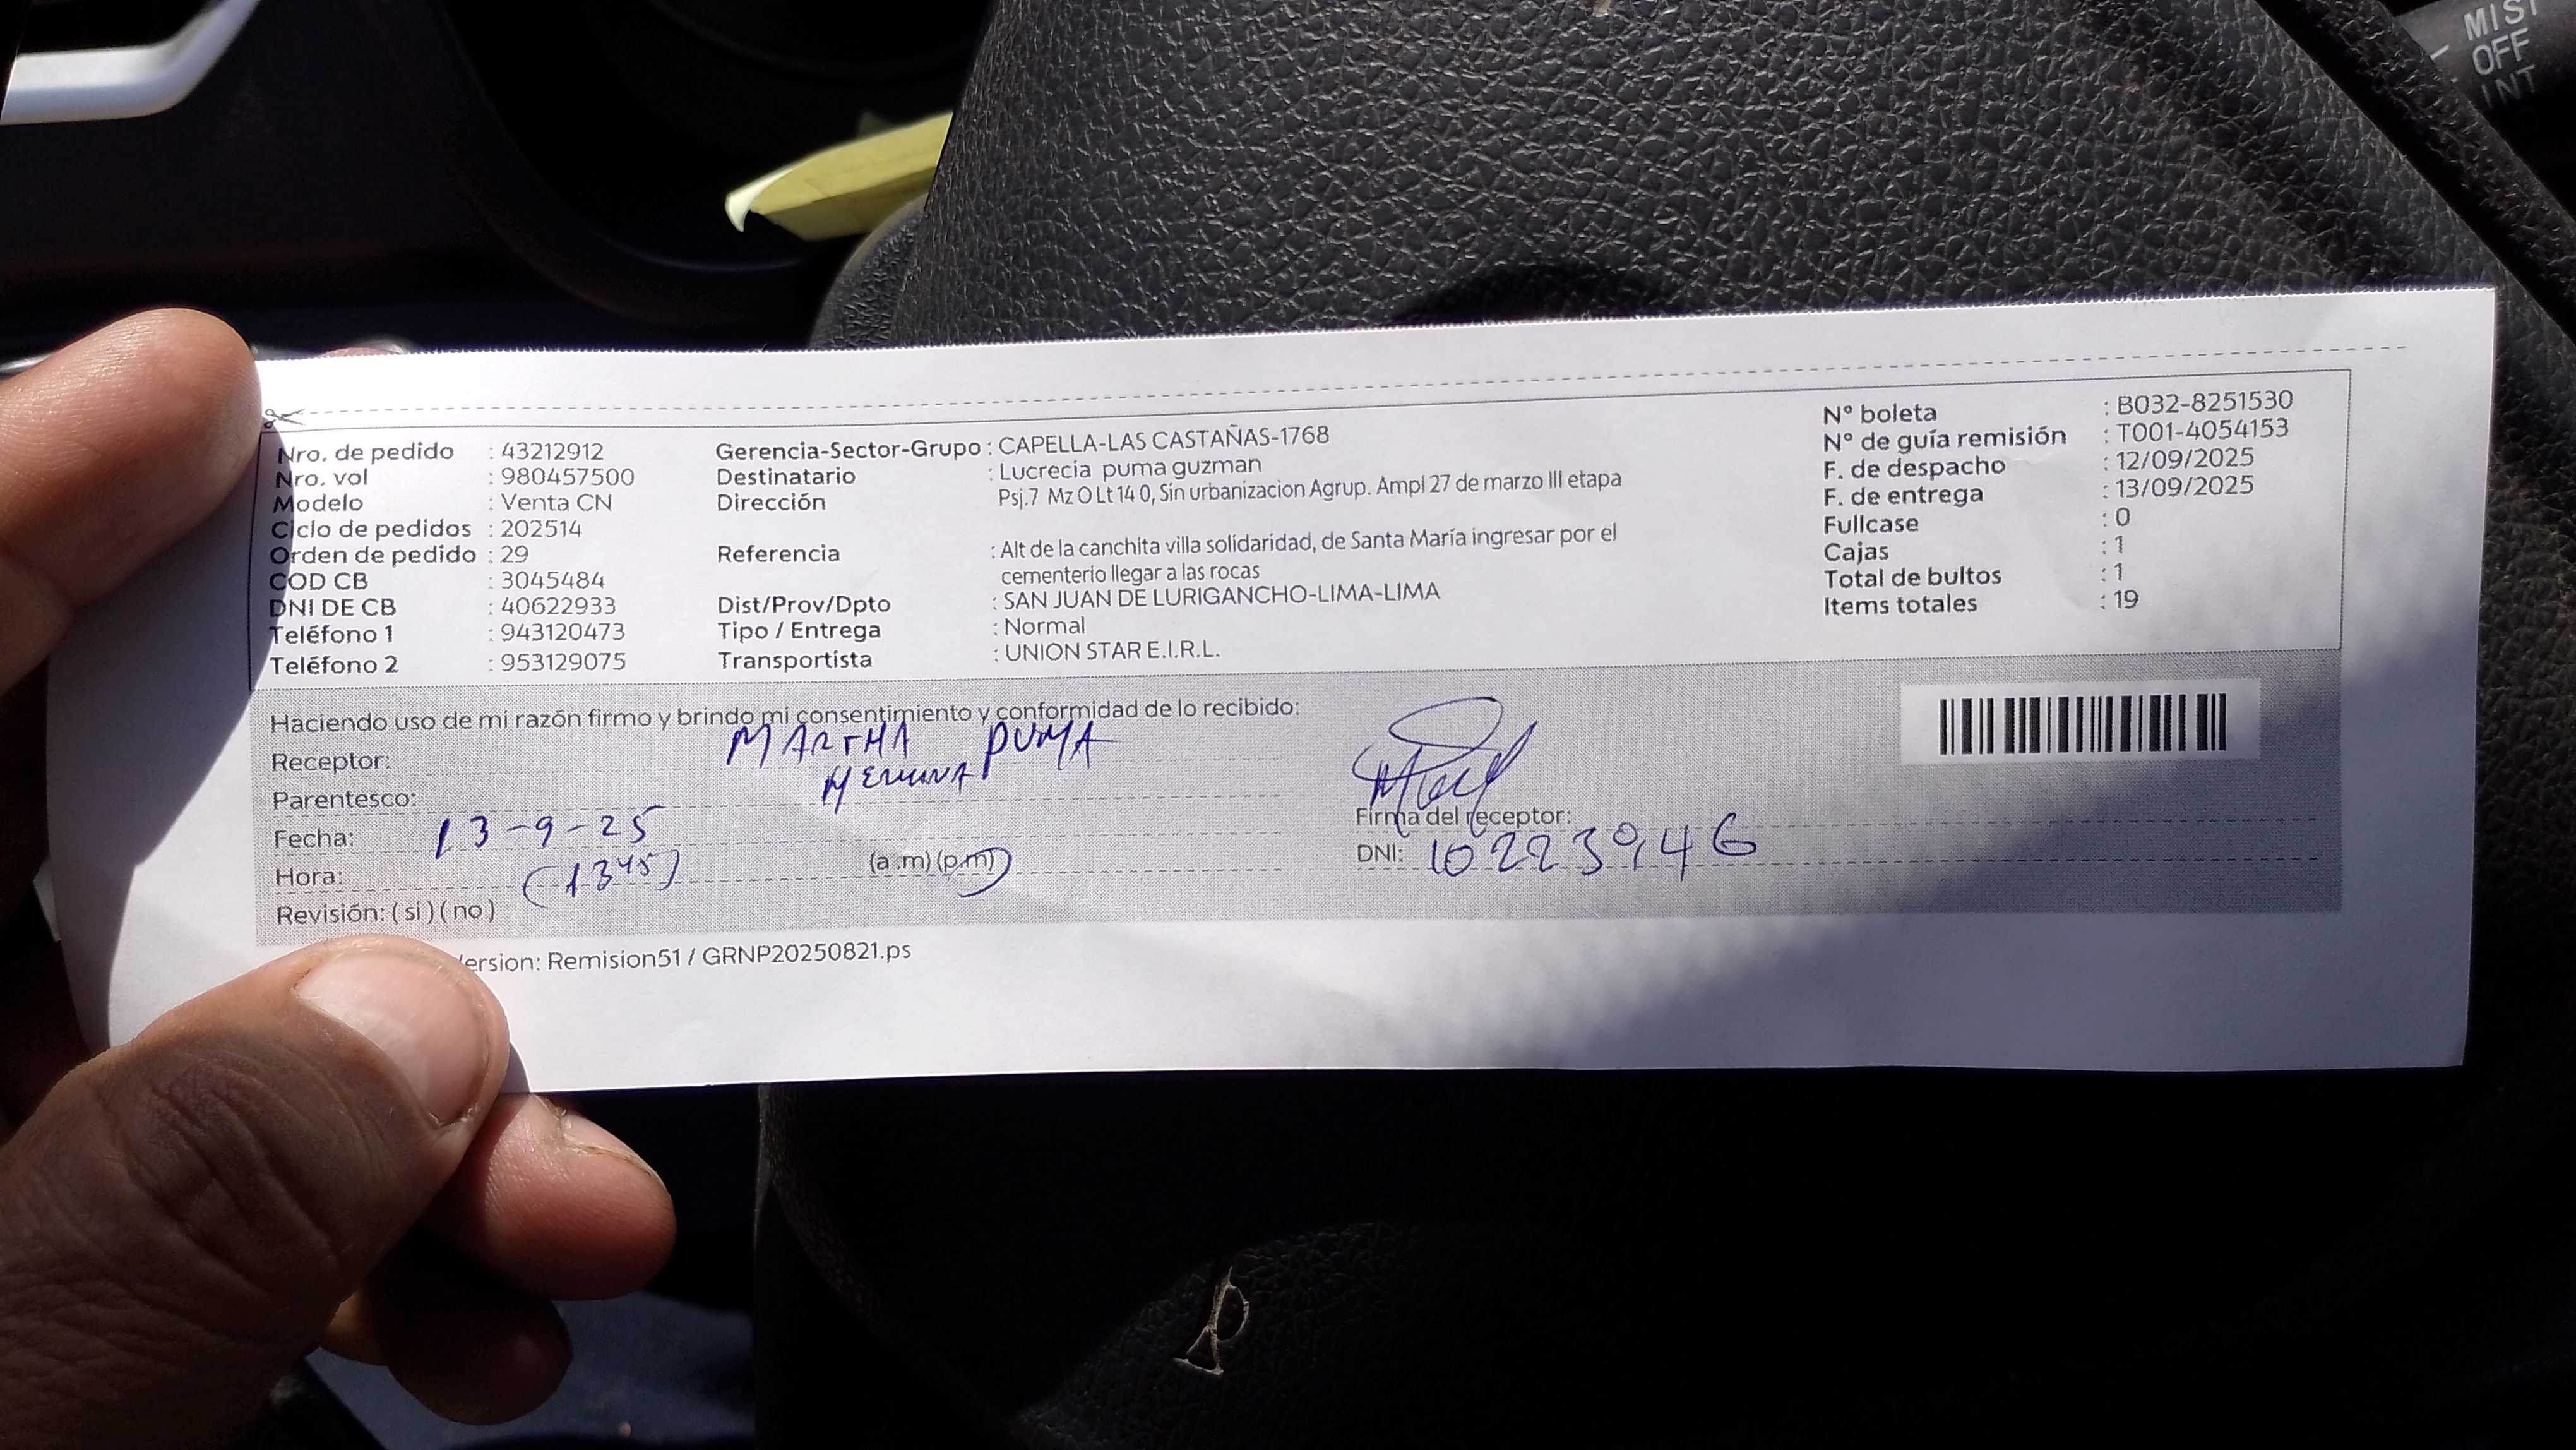 MIST
OFF
INT
Nro. de pedido : 43212912
Nro. vol : 980457500
Modelo : Venta CN
Ciclo de pedidos : 202514
Orden de pedido : 29
COD CB : 3045484
DNI DE CB : 40622933
Teléfono 1 : 943120473
Teléfono 2 : 953129075
Gerencia-Sector-Grupo : CAPELLA-LAS CASTAÑAS-1768
Destinatario : Lucrecia puma guzman
Dirección Psj.7 Mz O Lt 14 0, Sin urbanizacion Agrup. Ampl 27 de marzo III etapa
Referencia : Alt de la canchita villa solidaridad, de Santa María ingresar por el
cementerio llegar a las rocas
Dist/Prov/Dpto : SAN JUAN DE LURIGANCHO-LIMA-LIMA
Tipo / Entrega : Normal
Transportista : UNION STAR E.I.R.L.
N° boleta : B032-8251530
N° de guía remisión : T001-4054153
F. de despacho : 12/09/2025
F. de entrega : 13/09/2025
Fullcase : 0
Cajas : 1
Total de bultos : 1
Items totales : 19
Haciendo uso de mi razón firmo y brindo mi consentimiento y conformidad de lo recibido:
Receptor: MARTHA PUMA
Parentesco:
Fecha: 13-9-25
Hora: (1345) (a.m) (p.m)
Revisión: ( si ) ( no )
Firma del receptor:
DNI: 10223946
ersion: Remision51 / GRNP20250821.ps